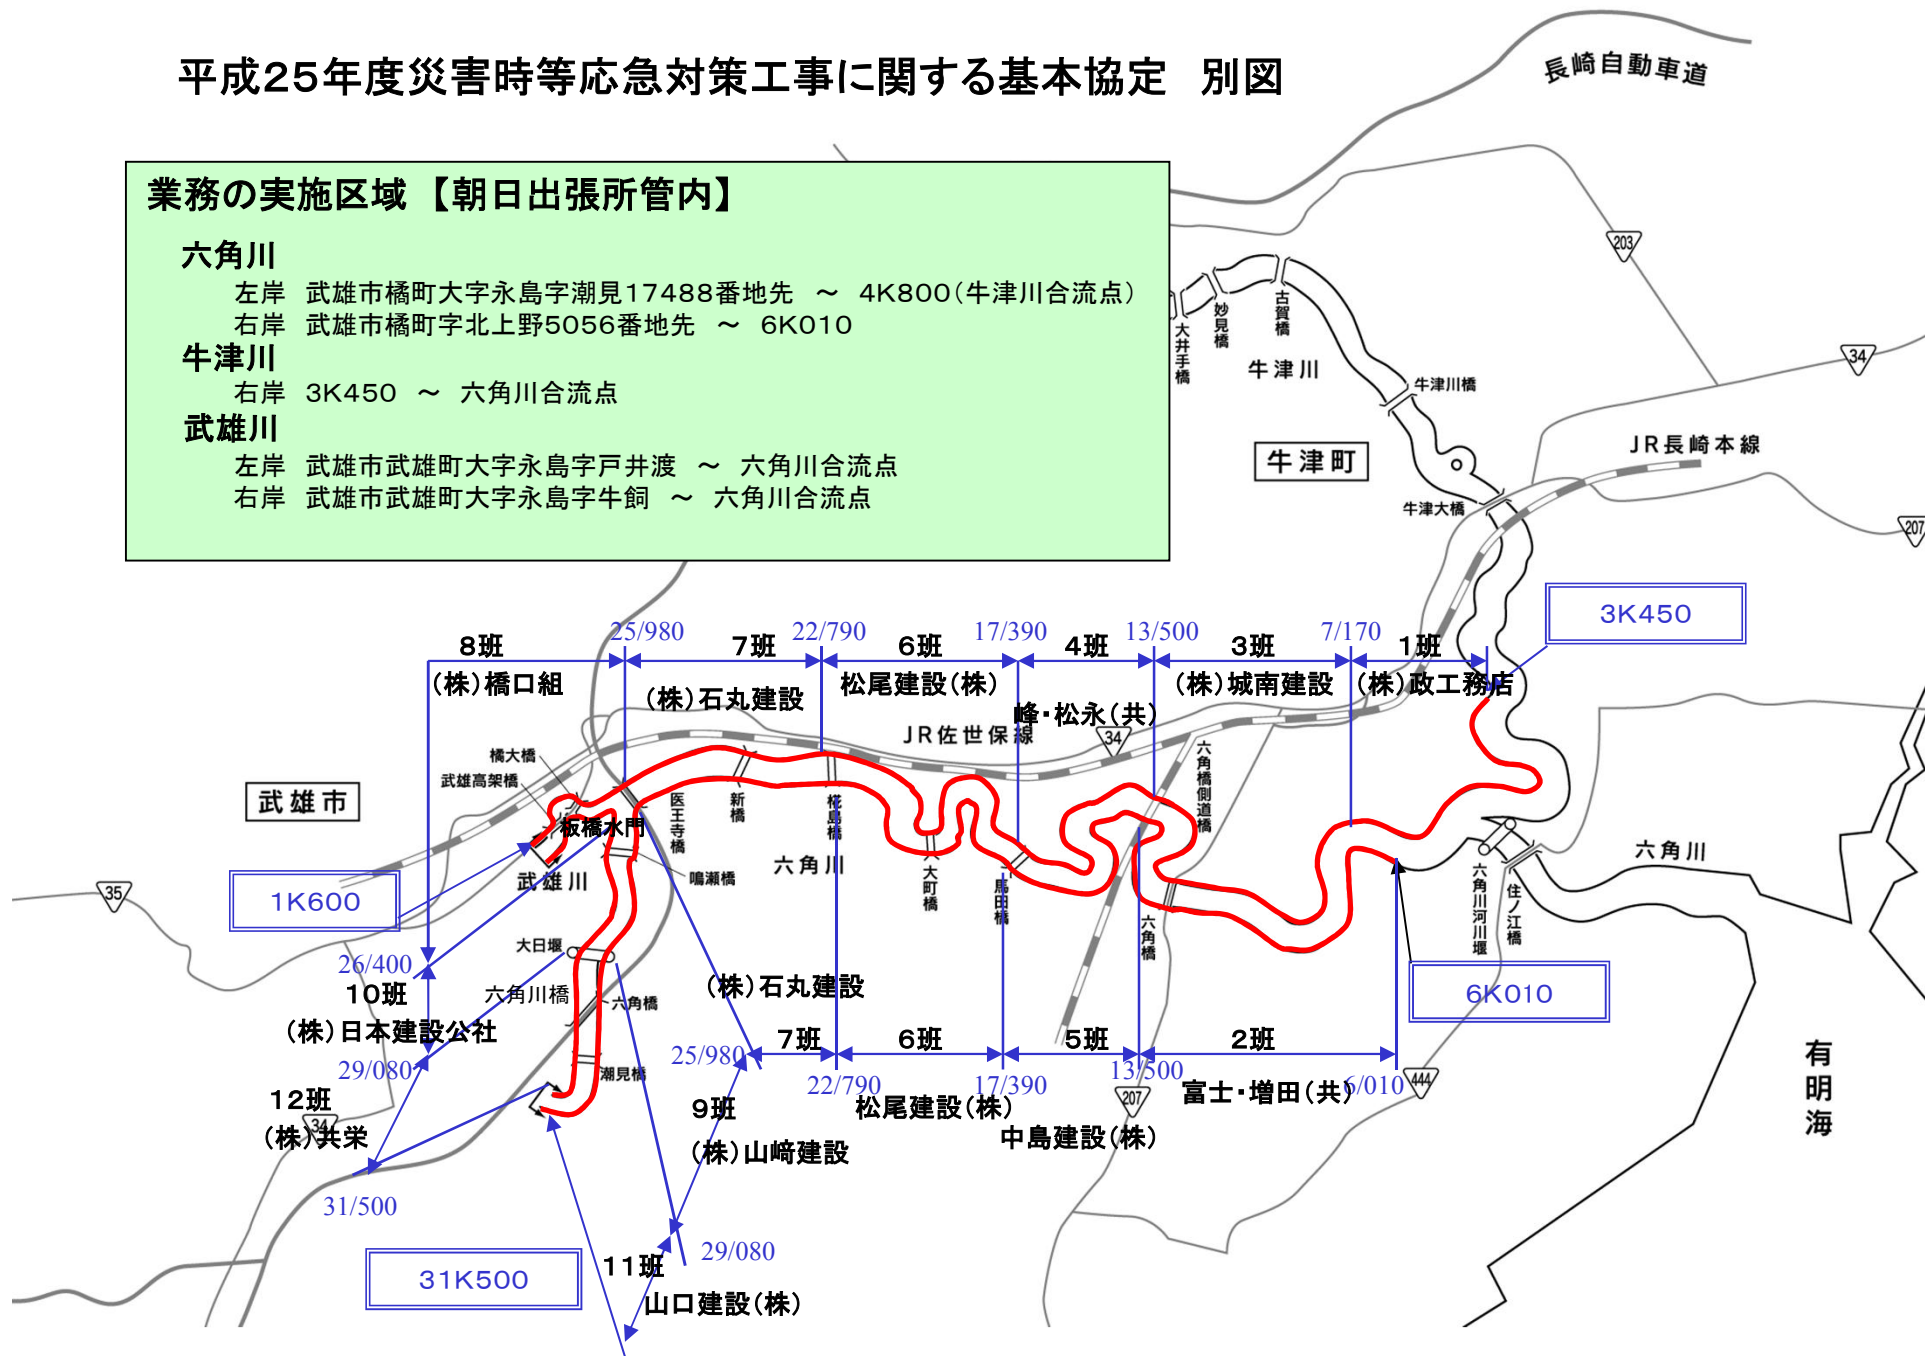 平成25年度災害時等応急対策工事に関する基本協定　別図
長崎自動車道
業務の実施区域 【朝日出張所管内】
六角川
左岸　武雄市橘町大字永島字潮見17488番地先　～　4K800(牛津川合流点)
右岸　武雄市橘町字北上野5056番地先　～　6K010
牛津川
右岸　3K450　～　六角川合流点
武雄川
左岸　武雄市武雄町大字永島字戸井渡　～　六角川合流点
右岸　武雄市武雄町大字永島字牛飼　～　六角川合流点
203
大井手橋
妙見橋
古賀橋
牛津川
34
牛津川橋
牛津町
JR長崎本線
牛津大橋
207
3K450
8班
25/980
7班
22/790
6班
17/390
4班
13/500
3班
7/170
1班
(株)橋口組
(株)石丸建設
松尾建設(株)
峰・松永(共)
(株)城南建設
(株)政工務店
JR佐世保線
34
橘大橋
武雄高架橋
武雄市
板橋水門
医王寺橋
新橋
椛島橋
六角川
大町橋
馬田橋
六角橋側道橋
六角橋
六角川河川堰
住ノ江橋
六角川
武雄川
鳴瀬橋
35
1K600
大日堰
26/400
10班
六角川橋
六角橋
(株)石丸建設
6K010
(株)日本建設公社
29/080
潮見橋
25/980
7班
6班
5班
2班
22/790
17/390
13/500
6/010
444
207
有明海
12班
34
(株)共栄
9班
(株)山﨑建設
松尾建設(株)
中島建設(株)
富士・増田(共)
31/500
29/080
31K500
11班
山口建設(株)